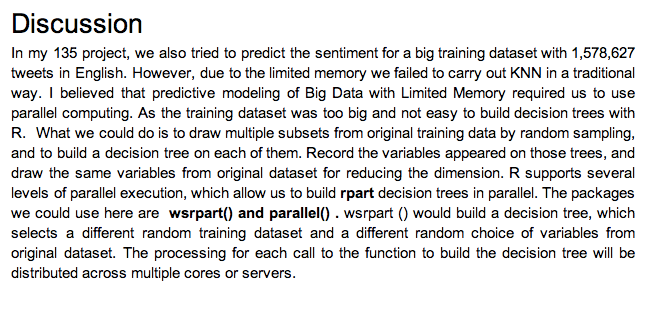 Discussion
In my 135 project, we also tried to predict the sentiment for a big training dataset with 1,578,627
tweets in English. However, due to the limited memory we failed to carry out KNN in a traditional
way. I believed that predictive modeling of Big Data with Limited Memory required us to use
parallel computing. As the training dataset was too big and not easy to build decision trees with
R. What we could do is to draw multiple subsets from original training data by random sampling,
and to build a decision tree on each of them. Record the variables appeared on those trees, and
draw the same variables from original dataset for reducing the dimension. R supports several
levels of parallel execution, which allow us to build rpart decision trees in parallel. The packages
we could use here are wsrpart() and parallel() . wsrpart () would build a decision tree, which
selects a different random training dataset and a different random choice of variables from
original dataset. The processing for each call to the function to build the decision tree will be
distributed across multiple cores or servers.